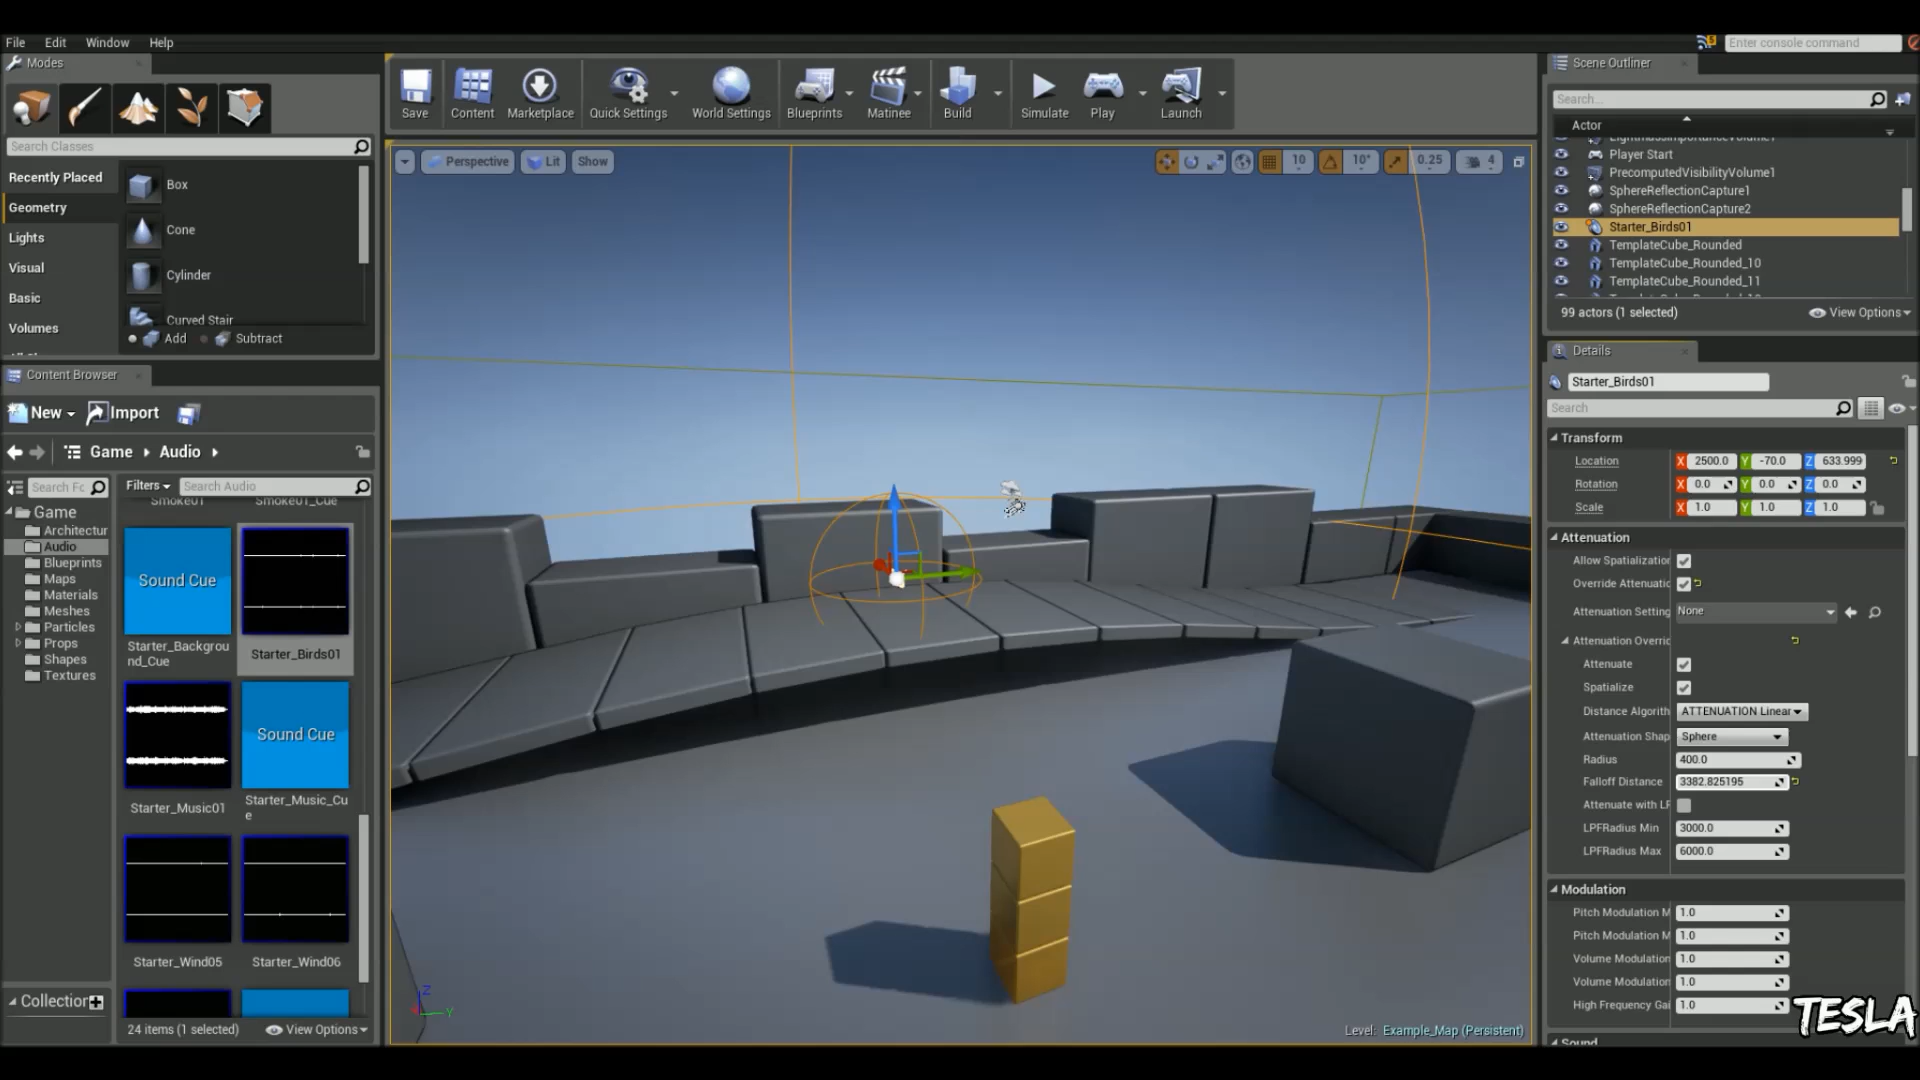 File Edit Window Help
Enter console command
Modes
Search Classes
Recently Placed
Geometry
Lights
Visual
Basic
Volumes
Box
Cone
Cylinder
Curved Stair
Add Subtract
Save Content Marketplace Quick Settings World Settings Blueprints Matinee Build Simulate Play Launch
Perspective Lit Show
10 10° 0.25 4
Content Browser
New Import
Game Audio
Search Fc
Filters Search Audio
Game
Architectur
Audio
Blueprints
Maps
Materials
Meshes
Particles
Props
Shapes
Textures
Smoke01 Smoke01_Cue
Sound Cue
Starter_Backgrou
nd_Cue
Starter_Birds01
Sound Cue
Starter_Music01
Starter_Music_Cu
e
Starter_Wind05
Starter_Wind06
Collection
24 items (1 selected) View Options
Z
Y
Level: Example_Map (Persistent)
Scene Outliner
Search...
Actor
LightmassImportanceVolume1
Player Start
PrecomputedVisibilityVolume1
SphereReflectionCapture1
SphereReflectionCapture2
Starter_Birds01
TemplateCube_Rounded
TemplateCube_Rounded_10
TemplateCube_Rounded_11
99 actors (1 selected) View Options
Details
Starter_Birds01
Search
Transform
Location X 2500.0 Y -70.0 Z 633.999
Rotation X 0.0 Y 0.0 Z 0.0
Scale X 1.0 Y 1.0 Z 1.0
Attenuation
Allow Spatialization
Override Attenuatic
Attenuation Setting None
Attenuation Overric
Attenuate
Spatialize
Distance Algorith ATTENUATION Linear
Attenuation Shap Sphere
Radius 400.0
Falloff Distance 3382.825195
Attenuate with LF
LPFRadius Min 3000.0
LPFRadius Max 6000.0
Modulation
Pitch Modulation M 1.0
Pitch Modulation M 1.0
Volume Modulation 1.0
Volume Modulation 1.0
High Frequency Gai 1.0
Sound
TESLA